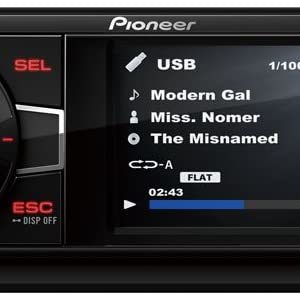 Pioneer
SEL
USB
1/100
Modern Gal
Miss. Nomer
The Misnamed
-A
FLAT
02:43
ESC
DISP OFF